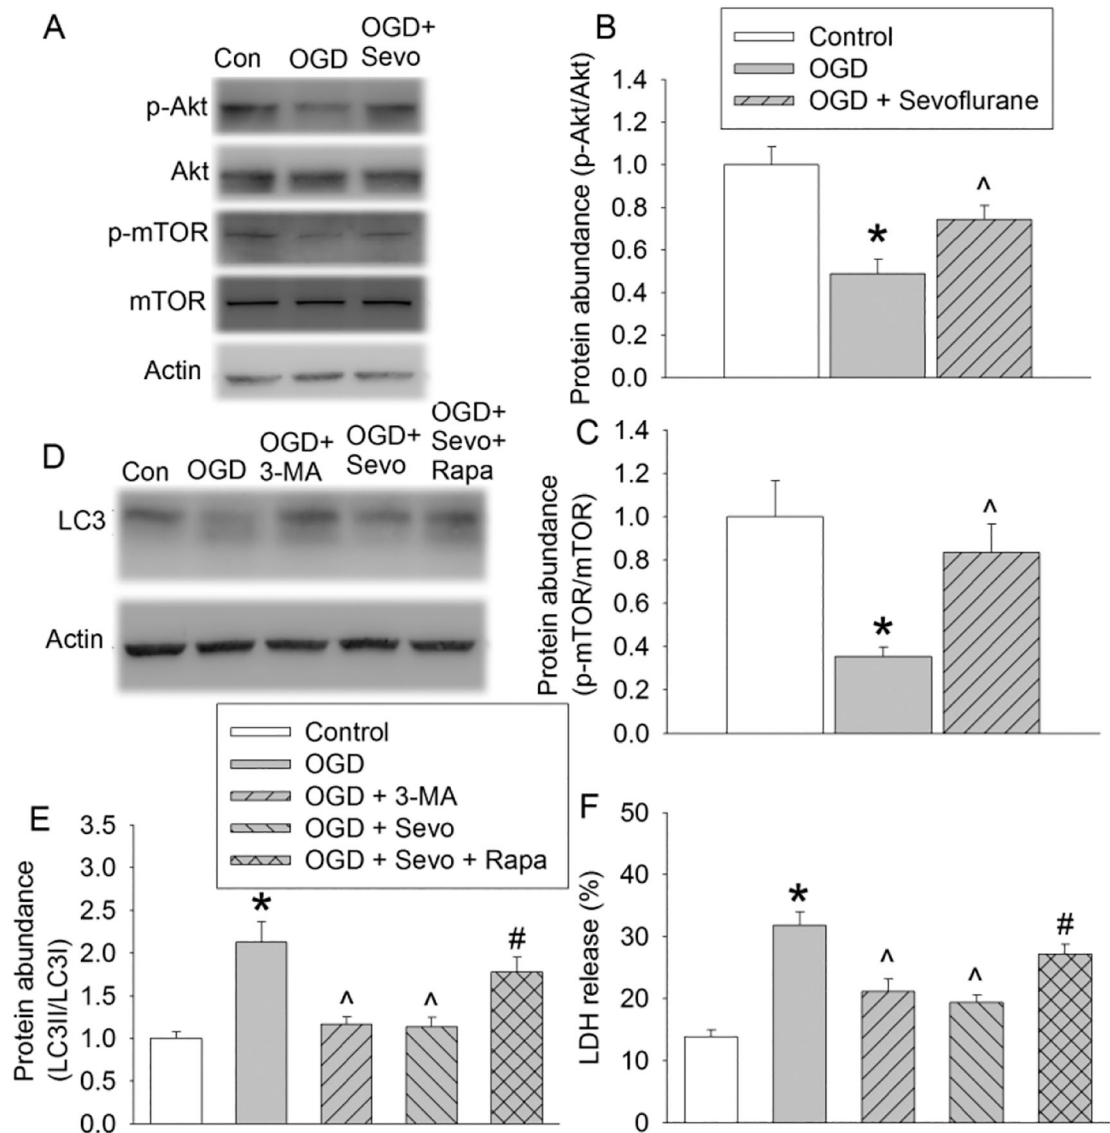 A
Con
OGD
OGD+
Sevo
p-Akt
Akt
p-mTOR
mTOR
Actin
B
Control
OGD
OGD + Sevoflurane
Protein abundance (p-Akt/Akt)
1.4
1.2
1.0
0.8
0.6
0.4
0.2
0.0
*
^
C
Protein abundance
(p-mTOR/mTOR)
1.4
1.2
1.0
0.8
0.6
0.4
0.2
0.0
*
^
D
Con
OGD
OGD+
3-MA
OGD+
Sevo
OGD+
Sevo+
Rapa
LC3
Actin
Control
OGD
OGD + 3-MA
OGD + Sevo
OGD + Sevo + Rapa
E
Protein abundance
(LC3II/LC3I)
3.5
3.0
2.5
2.0
1.5
1.0
0.5
0.0
*
^
^
#
F
LDH release (%)
50
40
30
20
10
0
*
^
^
#